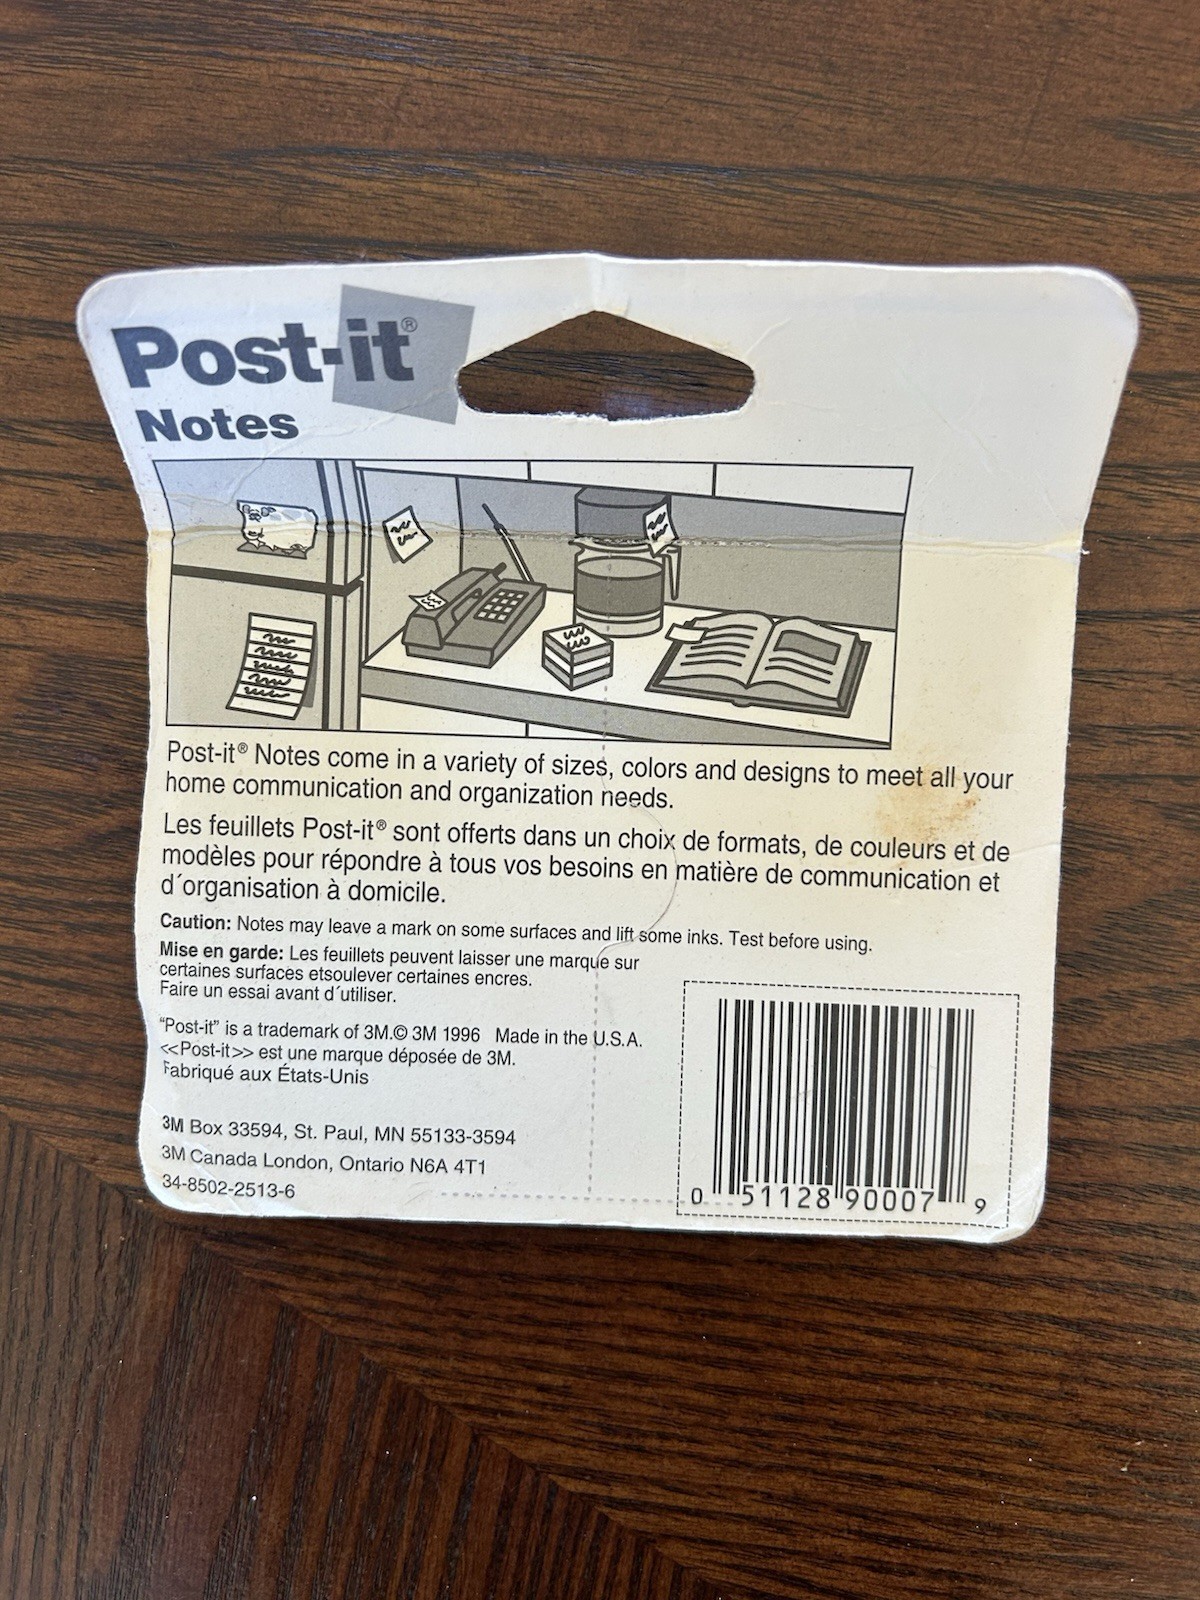 Post-it®
Notes
Post-it® Notes come in a variety of sizes, colors and designs to meet all your
home communication and organization needs.
Les feuillets Post-it® sont offerts dans un choix de formats, de couleurs et de
modèles pour répondre à tous vos besoins en matière de communication et
d´organisation à domicile.
Caution: Notes may leave a mark on some surfaces and lift some inks. Test before using.
Mise en garde: Les feuillets peuvent laisser une marque sur
certaines surfaces etsoulever certaines encres.
Faire un essai avant d´utiliser.
“Post-it” is a trademark of 3M.© 3M 1996 Made in the U.S.A.
<<Post-it>> est une marque déposée de 3M.
Fabriqué aux États-Unis
3M Box 33594, St. Paul, MN 55133-3594
3M Canada London, Ontario N6A 4T1
34-8502-2513-6
0 51128 90007 9